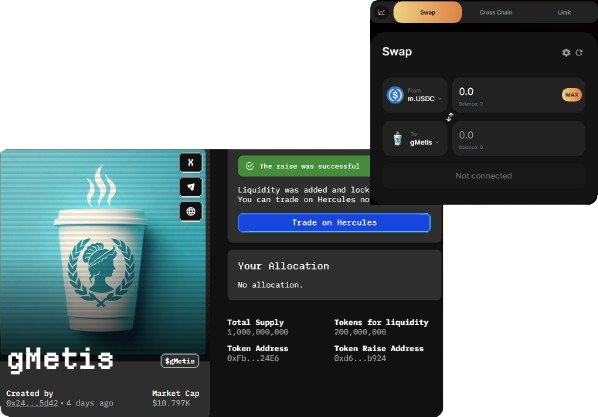 Swap
Cross Chain
Limit
Swap
From
m.USDC
0.0
Balance: 0
MAX
To
gMetis
0.0
Balance: 0
Not connected
X
The raise was successful
Liquidity was added and lock
You can trade on Hercules no
Trade on Hercules
Your Allocation
No allocation.
Total Supply
1,000,000,000
Tokens for liquidity
200,000,000
Token Address
0xFb...24E6
Token Raise Address
0xd6...b924
gMetis
$gMetis
Created by
0x24...5d42 • 4 days ago
Market Cap
$10.797K